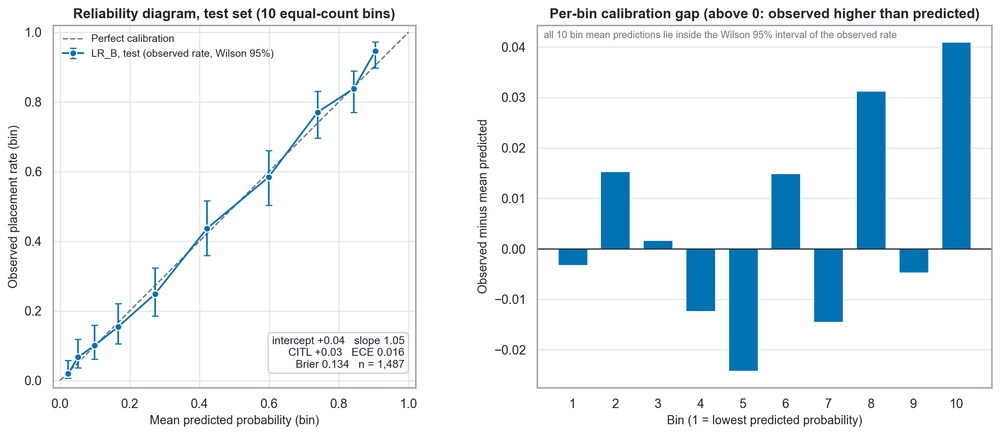 Reliability diagram, test set (10 equal-count bins)
Perfect calibration
LR_B, test (observed rate, Wilson 95%)
Observed placement rate (bin)
1.0
0.8
0.6
0.4
0.2
0.0
intercept +0.04 slope 1.05
CITL +0.03 ECE 0.016
Brier 0.134 n = 1,487
0.0 0.2 0.4 0.6 0.8 1.0
Mean predicted probability (bin)
Per-bin calibration gap (above 0: observed higher than predicted)
all 10 bin mean predictions lie inside the Wilson 95% interval of the observed rate
Observed minus mean predicted
0.04
0.03
0.02
0.01
0.00
−0.01
−0.02
1 2 3 4 5 6 7 8 9 10
Bin (1 = lowest predicted probability)